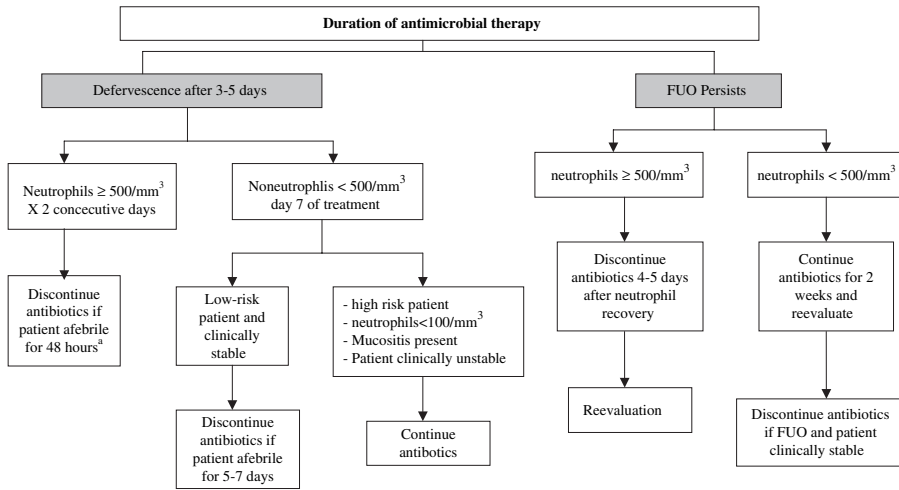 Duration of antimicrobial therapy
Defervescence after 3-5 days
FUO Persists
Neutrophils ≥ 500/mm³
X 2 concecutive days
Noneutrophlis < 500/mm³
day 7 of treatment
neutrophils ≥ 500/mm³
neutrophils < 500/mm³
Discontinue
antibiotics if
patient afebrile
for 48 hoursᵃ
Low-risk
patient and
clinically
stable
- high risk patient
- neutrophils<100/mm³
- Mucositis present
- Patient clinically unstable
Discontinue
antibiotics 4-5 days
after neutrophil
recovery
Continue
antibiotics for 2
weeks and
reevaluate
Discontinue
antibiotics if
patient afebrile
for 5-7 days
Continue
antibotics
Reevaluation
Discontinue antibiotics
if FUO and patient
clinically stable